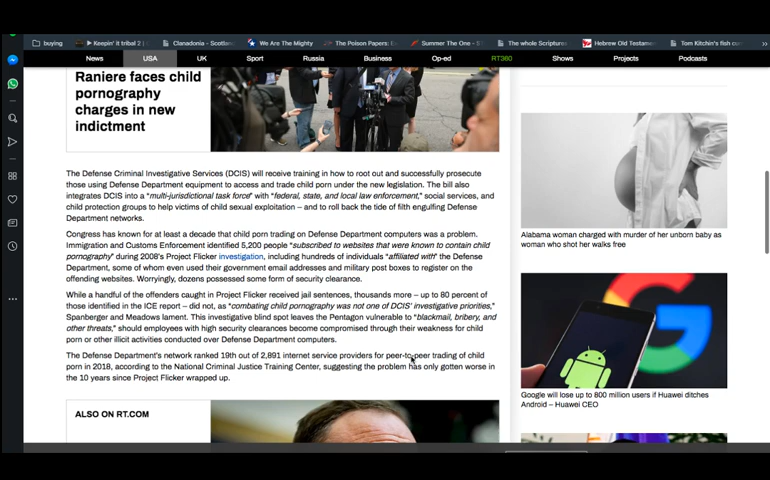 buying
Keepin' it tribal 2
Clanadonia - Scotlan
We Are The Mighty
The Poison Papers: E
Summer The One - S
The whole Scripture
Hebrew Old Testame
Tom Kitchin's fish cur
News USA UK Sport Russia Business Op-ed RT360 Shows Projects Podcasts
Raniere faces child
pornography
charges in new
indictment
The Defense Criminal Investigative Services (DCIS) will receive training in how to root out and successfully prosecute
those using Defense Department equipment to access and trade child porn under the new legislation. The bill also
integrates DCIS into a "multi-jurisdictional task force" with "federal, state, and local law enforcement," social services, and
child protection groups to help victims of child sexual exploitation – and to roll back the tide of filth engulfing Defense
Department networks.
Congress has known for at least a decade that child porn trading on Defense Department computers was a problem.
Immigration and Customs Enforcement identified 5,200 people "subscribed to websites that were known to contain child
pornography" during 2008's Project Flicker investigation, including hundreds of individuals "affiliated with" the Defense
Department, some of whom even used their government email addresses and military post boxes to register on the
offending websites. Worryingly, dozens possessed some form of security clearance.
While a handful of the offenders caught in Project Flicker received jail sentences, thousands more – up to 80 percent of
those identified in the ICE report – did not, as "combating child pornography was not one of DCIS' investigative priorities,"
Spanberger and Meadows lament. This investigative blind spot leaves the Pentagon vulnerable to "blackmail, bribery, and
other threats," should employees with high security clearances become compromised through their weakness for child
porn or other illicit activities conducted over Defense Department computers.
The Defense Department's network ranked 19th out of 2,891 internet service providers for peer-to-peer trading of child
porn in 2018, according to the National Criminal Justice Training Center, suggesting the problem has only gotten worse in
the 10 years since Project Flicker wrapped up.
ALSO ON RT.COM
Alabama woman charged with murder of her unborn baby as
woman who shot her walks free
Google will lose up to 800 million users if Huawei ditches
Android – Huawei CEO